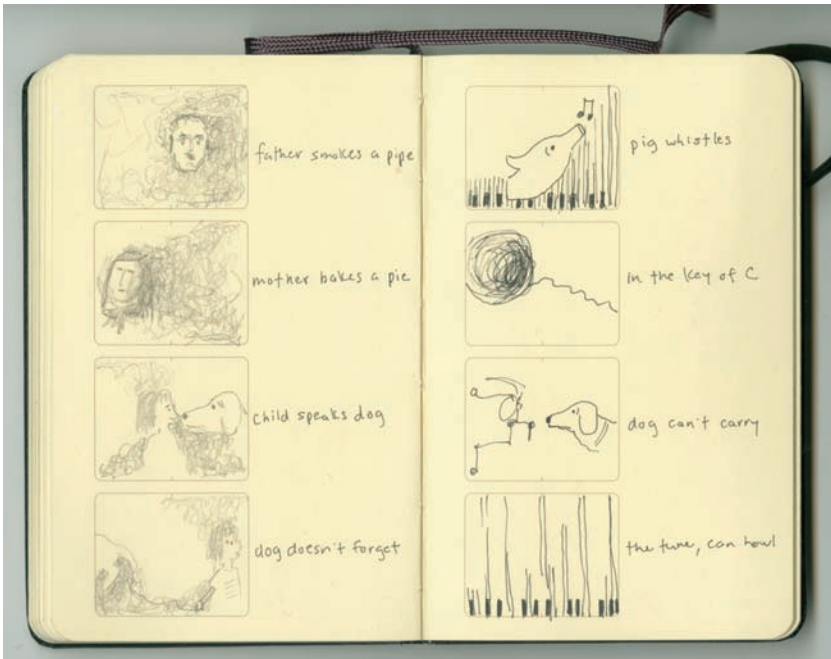 father smokes a pipe
mother bakes a pie
child speaks dog
dog doesn't forget
pig whistles
in the key of C
dog can't carry
the tune, can howl